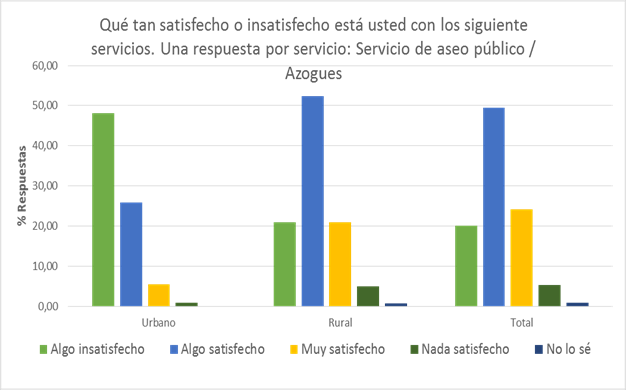 Qué tan satisfecho o insatisfecho está usted con los siguiente
servicios. Una respuesta por servicio: Servicio de aseo público /
Azogues
60,00
50,00
40,00
30,00
20,00
10,00
0,00
% Respuestas
Urbano Rural Total
Algo insatisfecho Algo satisfecho Muy satisfecho Nada satisfecho No lo sé